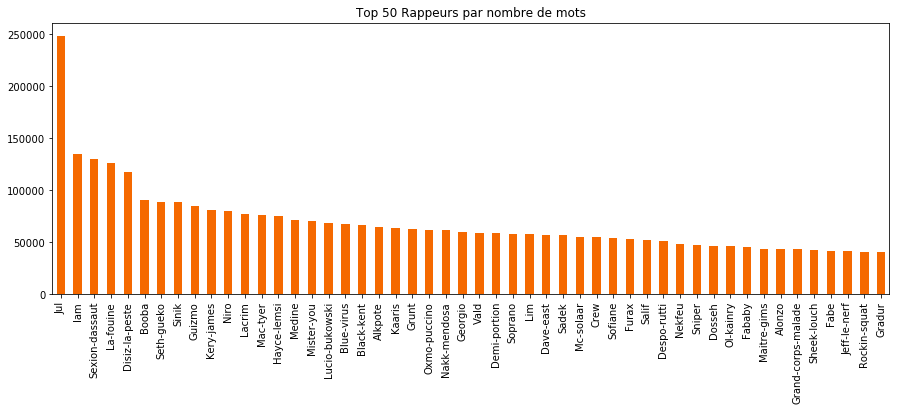 Top 50 Rappeurs par nombre de mots
250000
200000
150000
100000
50000
0
Jul
Iam
Sexion-dassaut
La-fouine
Disiz-la-peste
Booba
Seth-gueko
Sinik
Guizmo
Kery-james
Niro
Lacrim
Mac-tyer
Hayce-lemsi
Medine
Mister-you
Lucio-bukowski
Blue-virus
Black-kent
Alkpote
Kaaris
Grunt
Oxmo-puccino
Nakk-mendosa
Georgio
Vald
Demi-portion
Soprano
Lim
Dave-east
Sadek
Mc-solaar
Crew
Sofiane
Furax
Salif
Despo-rutti
Nekfeu
Sniper
Dosseh
Ol-kainry
Fababy
Maitre-gims
Alonzo
Grand-corps-malade
Sheek-louch
Fabe
Jeff-le-nerf
Rockin-squat
Gradur